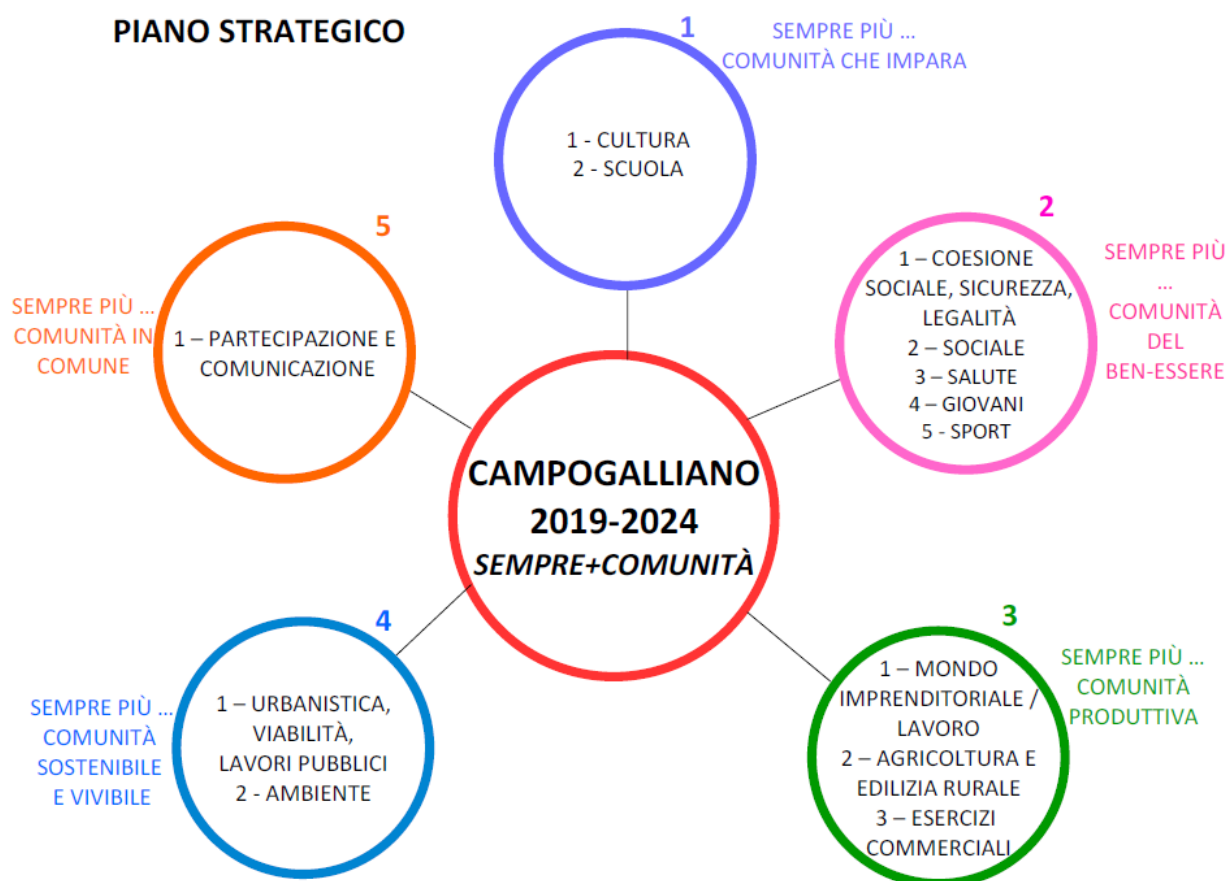 PIANO STRATEGICO
1
SEMPRE PIÙ ...
COMUNITÀ CHE IMPARA
1 - CULTURA
2 - SCUOLA
2
SEMPRE PIÙ
...
COMUNITÀ
DEL
BEN-ESSERE
1 – COESIONE
SOCIALE, SICUREZZA,
LEGALITÀ
2 – SOCIALE
3 – SALUTE
4 – GIOVANI
5 - SPORT
5
SEMPRE PIÙ ...
COMUNITÀ IN
COMUNE
1 – PARTECIPAZIONE E
COMUNICAZIONE
CAMPOGALLIANO
2019-2024
SEMPRE+COMUNITÀ
4
SEMPRE PIÙ ...
COMUNITÀ
SOSTENIBILE
E VIVIBILE
1 – URBANISTICA,
VIABILITÀ,
LAVORI PUBBLICI
2 - AMBIENTE
3
SEMPRE PIÙ ...
COMUNITÀ
PRODUTTIVA
1 – MONDO
IMPRENDITORIALE /
LAVORO
2 – AGRICOLTURA E
EDILIZIA RURALE
3 – ESERCIZI
COMMERCIALI